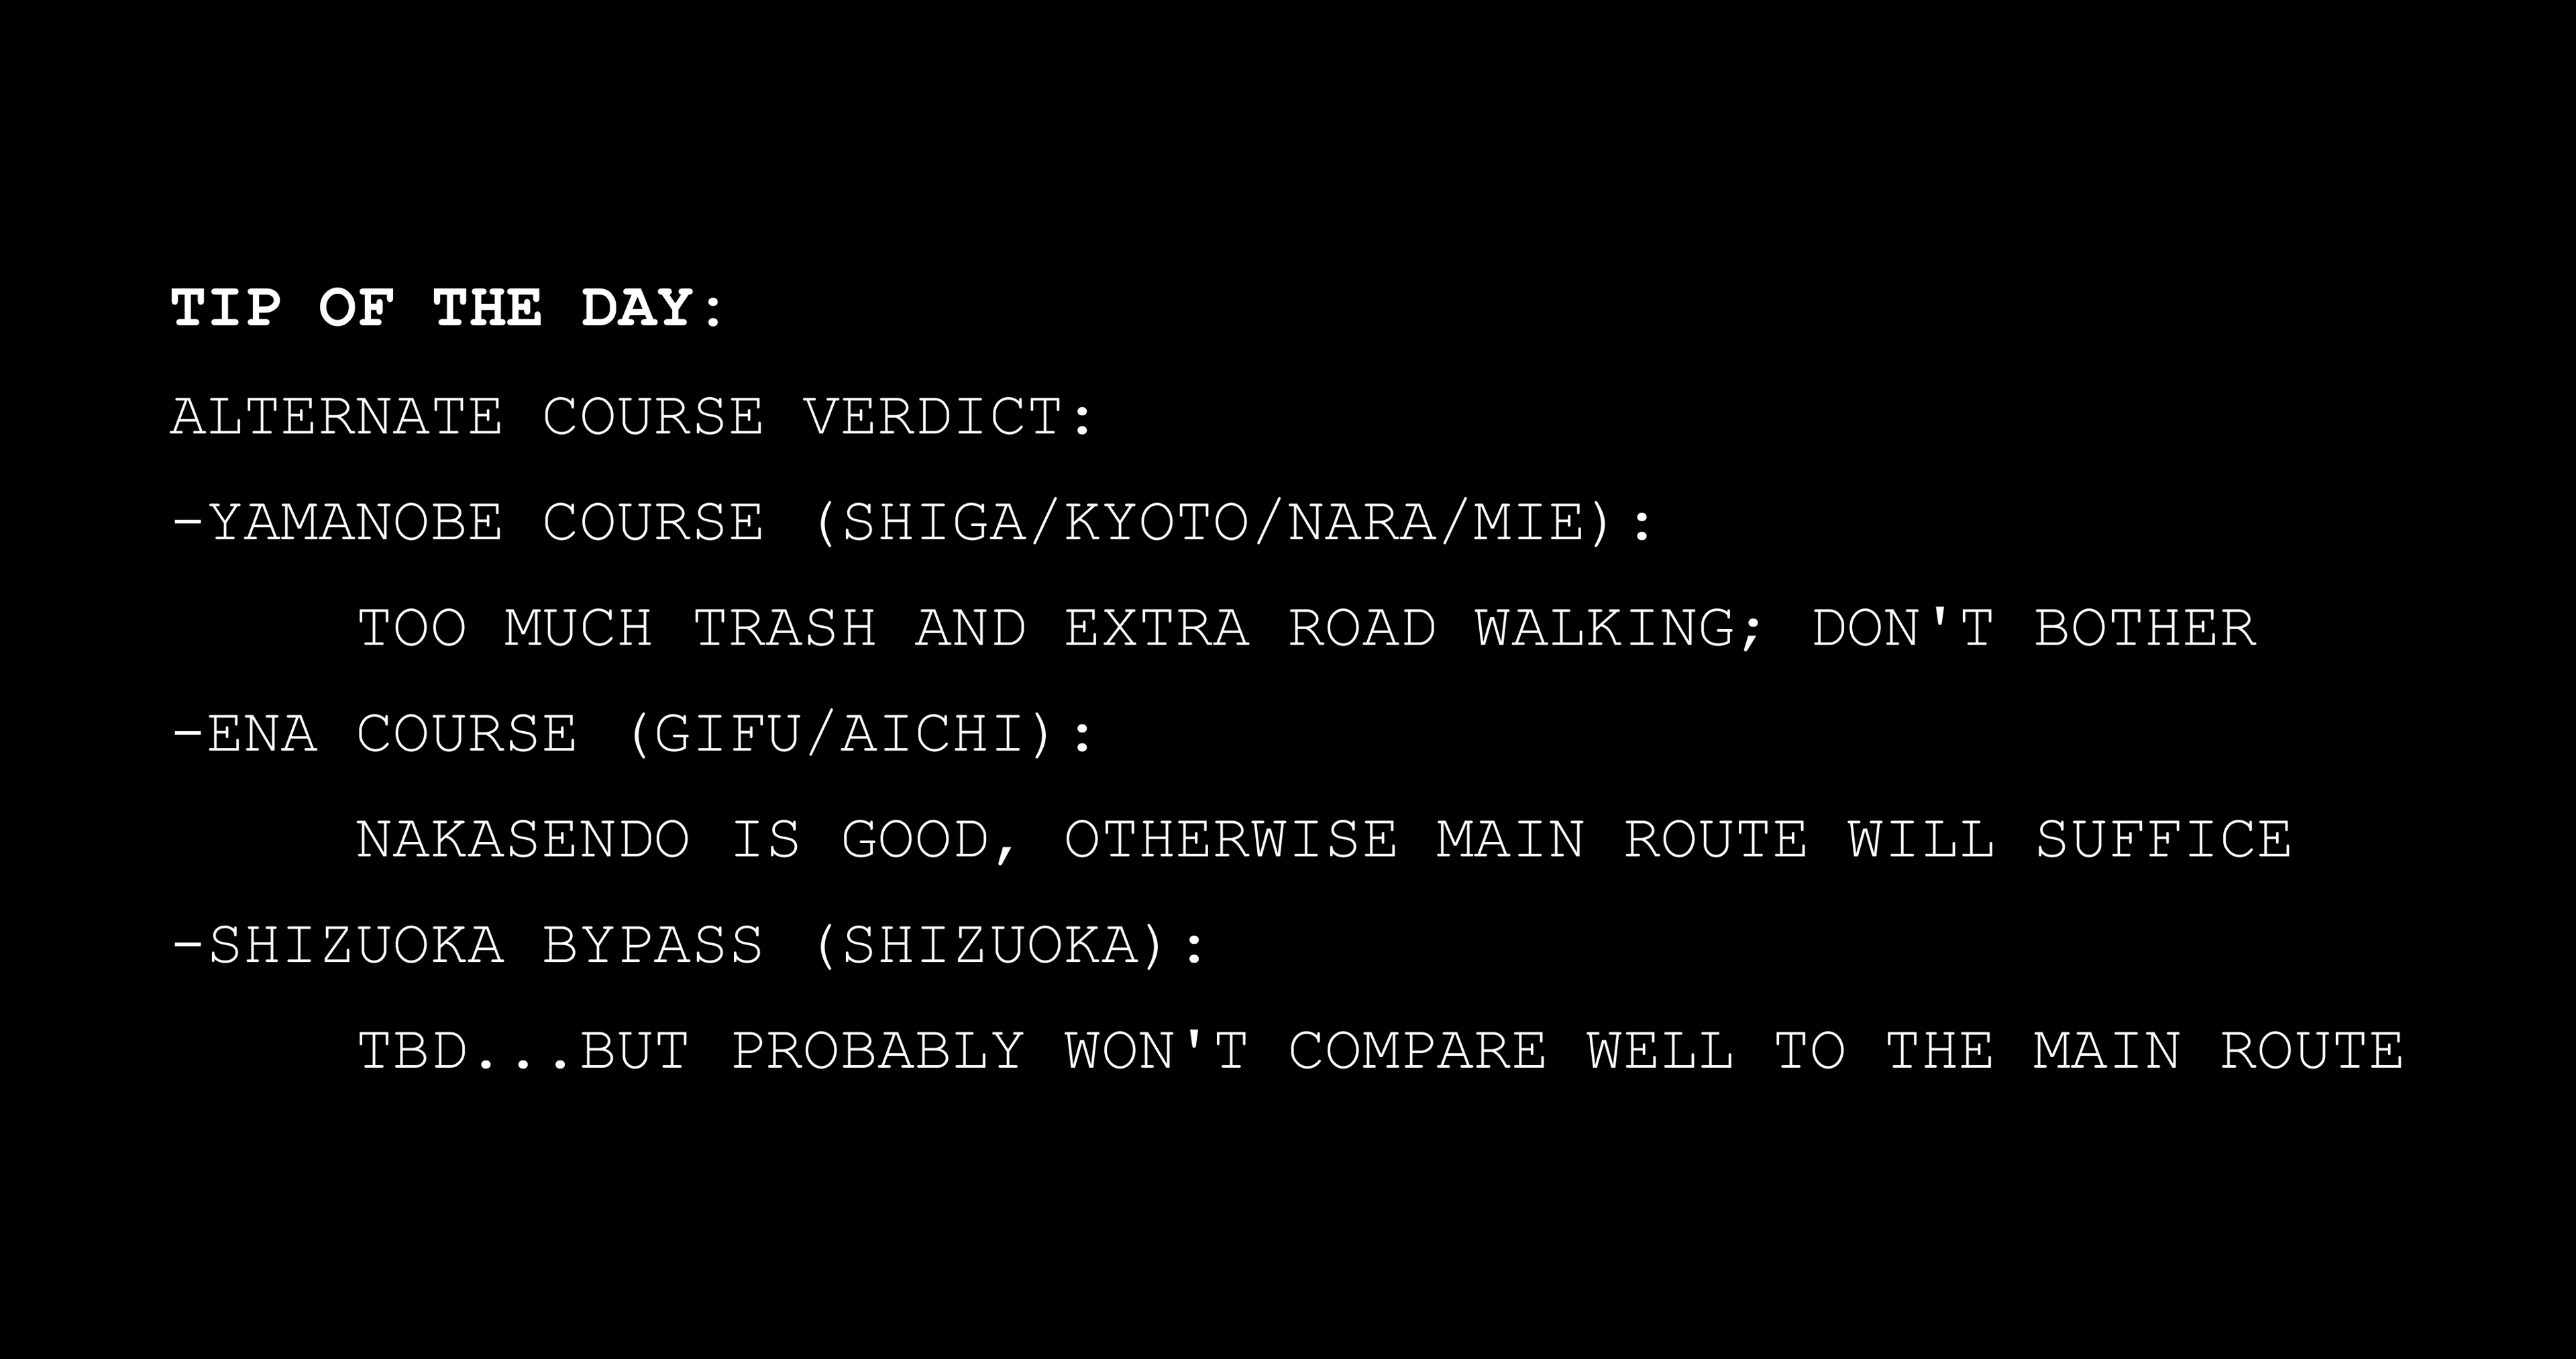 TIP OF THE DAY:
ALTERNATE COURSE VERDICT:
-YAMANOBE COURSE (SHIGA/KYOTO/NARA/MIE):
TOO MUCH TRASH AND EXTRA ROAD WALKING; DON'T BOTHER
-ENA COURSE (GIFU/AICHI):
NAKASENDO IS GOOD, OTHERWISE MAIN ROUTE WILL SUFFICE
-SHIZUOKA BYPASS (SHIZUOKA):
TBD...BUT PROBABLY WON'T COMPARE WELL TO THE MAIN ROUTE